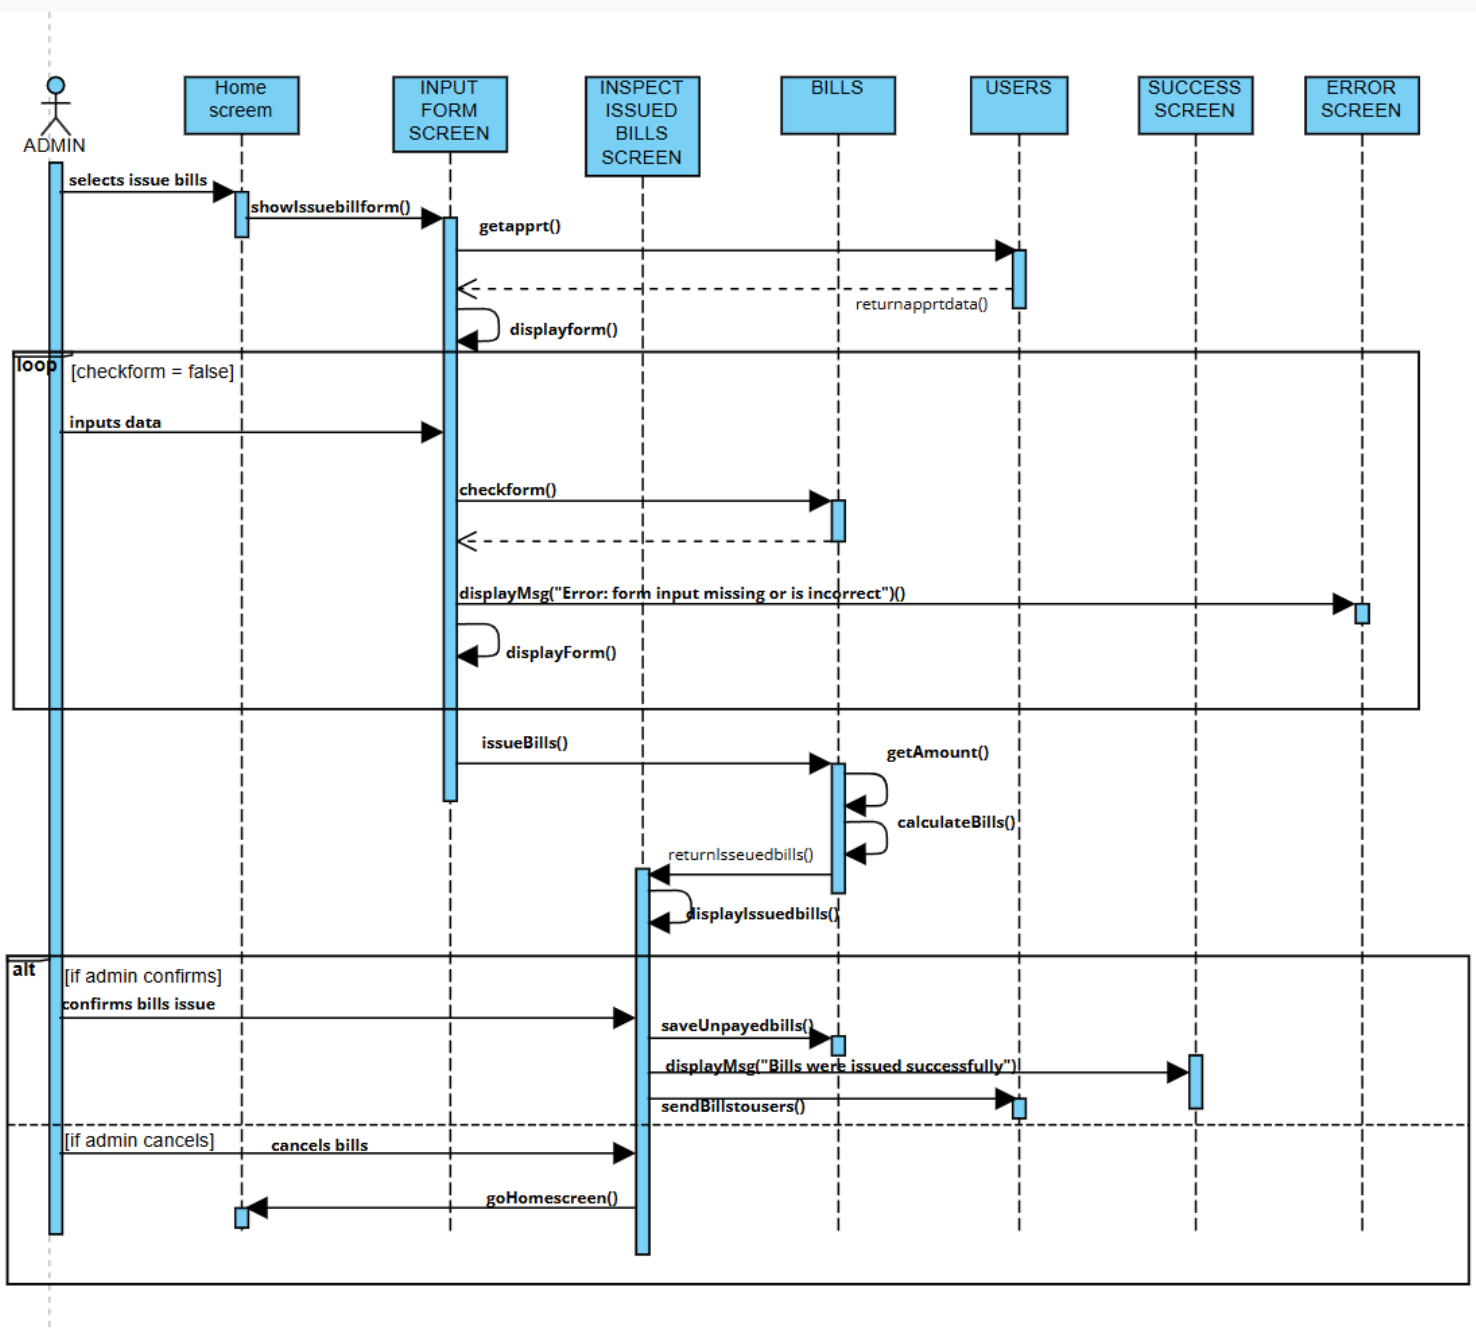 ADMIN
Home
screem
INPUT
FORM
SCREEN
INSPECT
ISSUED
BILLS
SCREEN
BILLS
USERS
SUCCESS
SCREEN
ERROR
SCREEN
selects issue bills
showIssuebillform()
getapprt()
returnapprtdata()
displayform()
loop
[checkform = false]
inputs data
checkform()
displayMsg("Error: form input missing or is incorrect")()
displayForm()
issueBills()
getAmount()
calculateBills()
returnIsseuedbills()
displayIssuedbills()
alt
[if admin confirms]
confirms bills issue
saveUnpayedbills()
displayMsg("Bills were issued successfully")
sendBillstousers()
[if admin cancels]
cancels bills
goHomescreen()